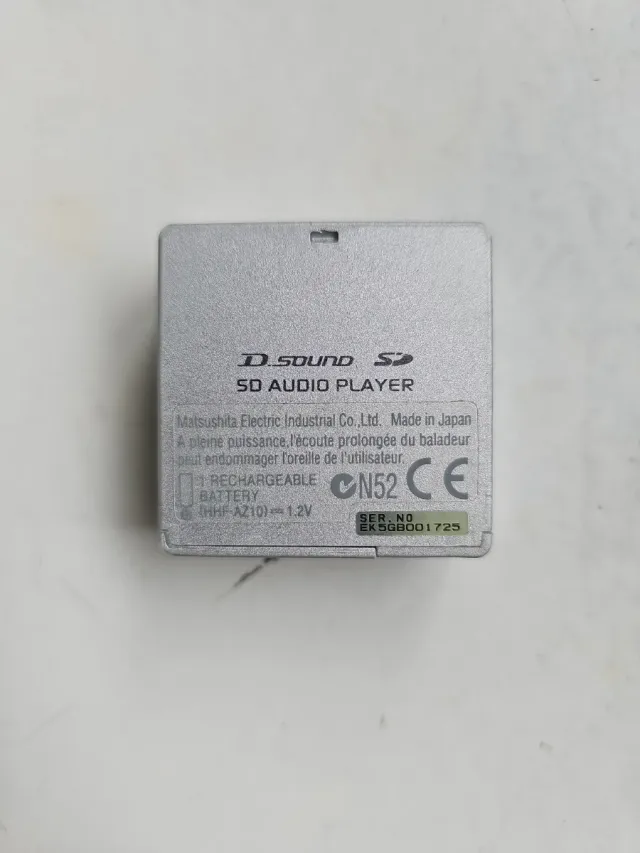 D.SOUND SD
SD AUDIO PLAYER
Matsushita Electric Industrial Co.,Ltd. Made in Japan
A pleine puissance,l'écoute prolongée du baladeur
peut endommager l'oreille de l'utilisateur.
1 RECHARGEABLE
BATTERY
(HHF-AZ10) ⎓ 1.2V
N52 CE
SER.NO
EK5GB001725